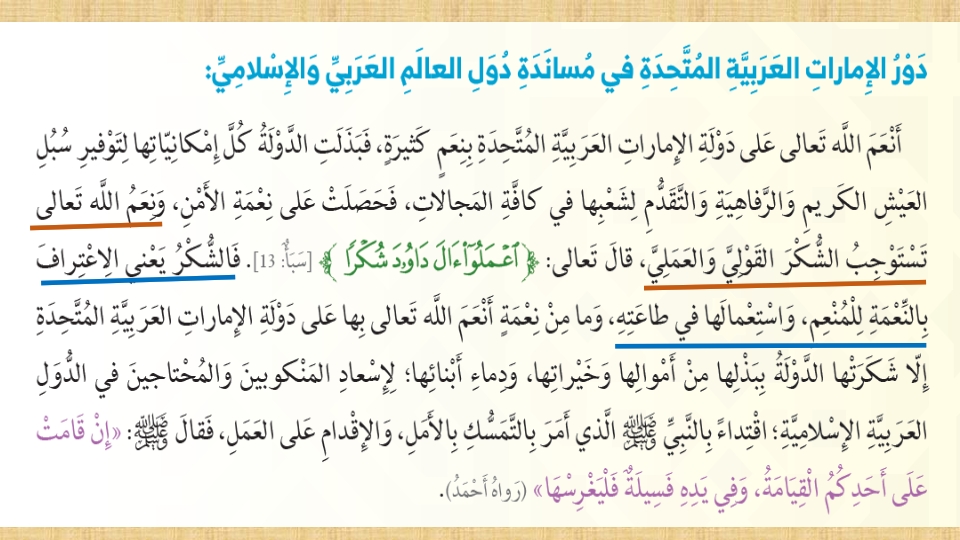 دَوْرُ الإِماراتِ العَرَبِيَّةِ المُتَّحِدَةِ في مُسانَدَةِ دُوَلِ العالَمِ العَرَبِيِّ وَالإِسْلامِيِّ:
أَنْعَمَ اللَّه تَعالى عَلى دَوْلَةِ الإِماراتِ العَرَبِيَّةِ المُتَّحِدَةِ بِنِعَمٍ كَثيرَةٍ، فَبَذَلَتِ الدَّوْلَةُ كُلَّ إِمْكانِيّاتِها لِتَوْفيرِ سُبُلِ
العَيْشِ الكَريمِ وَالرَّفاهِيَةِ وَالتَّقَدُّمِ لِشَعْبِها في كافَّةِ المَجالاتِ، فَحَصَلَتْ عَلى نِعْمَةِ الأَمْنِ، وَنِعَمُ اللَّه تَعالى
تَسْتَوْجِبُ الشُّكْرَ القَوْلِيَّ وَالعَمَلِيَّ، قالَ تَعالى: ﴿ٱعْمَلُوٓا۟ ءَالَ دَاوُۥدَ شُكْرًا﴾ [سَبَأٌ: 13]. فَالشُّكْرُ يَعْني الِاعْتِرافَ
بِالنِّعْمَةِ لِلْمُنْعِمِ، وَاسْتِعْمالَها في طاعَتِهِ، وَما مِنْ نِعْمَةٍ أَنْعَمَ اللَّه تَعالى بِها عَلى دَوْلَةِ الإِماراتِ العَرَبِيَّةِ المُتَّحِدَةِ
إِلّا شَكَرَتْها الدَّوْلَةُ بِبَذْلِها مِنْ أَمْوالِها وَخَيْراتِها، وَدِماءِ أَبْنائِها؛ لِإِسْعادِ المَنْكوبينَ وَالمُحْتاجينَ في الدُّوَلِ
العَرَبِيَّةِ الإِسْلامِيَّةِ؛ اقْتِداءً بِالنَّبِيِّ ﷺ الَّذي أَمَرَ بِالتَّمَسُّكِ بِالأَمَلِ، وَالإِقْدامِ عَلى العَمَلِ، فَقالَ ﷺ: «إِنْ قَامَتْ
عَلَى أَحَدِكُمُ الْقِيَامَةُ، وَفِي يَدِهِ فَسِيلَةٌ فَلْيَغْرِسْهَا» (رَواهُ أَحْمَدُ).